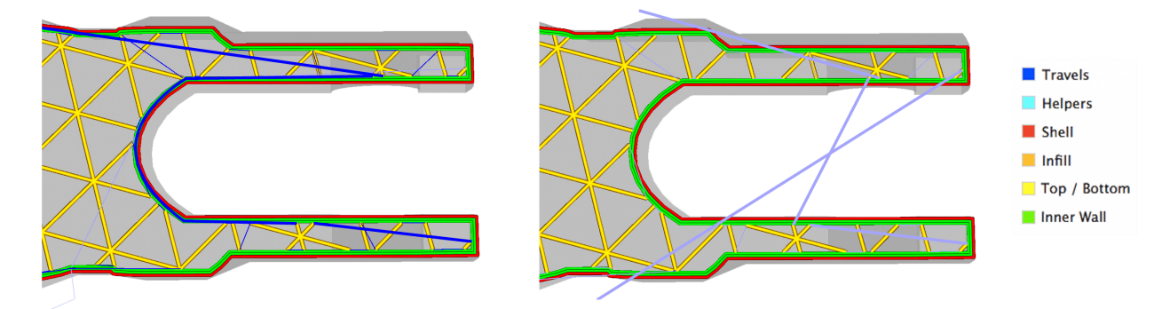 Travels
Helpers
Shell
Infill
Top / Bottom
Inner Wall